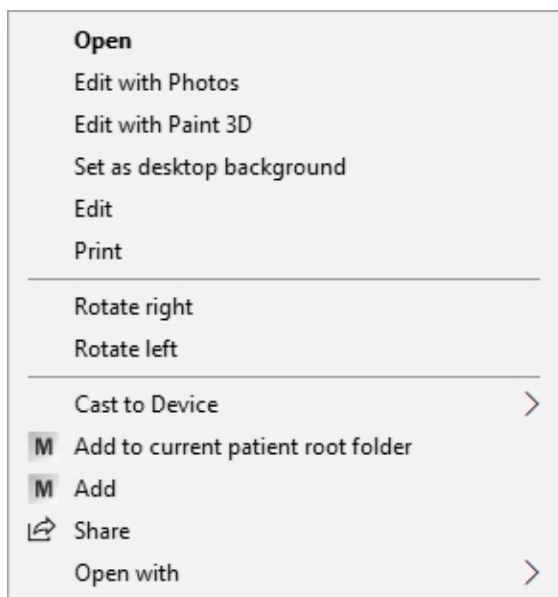 Open
Edit with Photos
Edit with Paint 3D
Set as desktop background
Edit
Print
Rotate right
Rotate left
Cast to Device
M Add to current patient root folder
M Add
Share
Open with